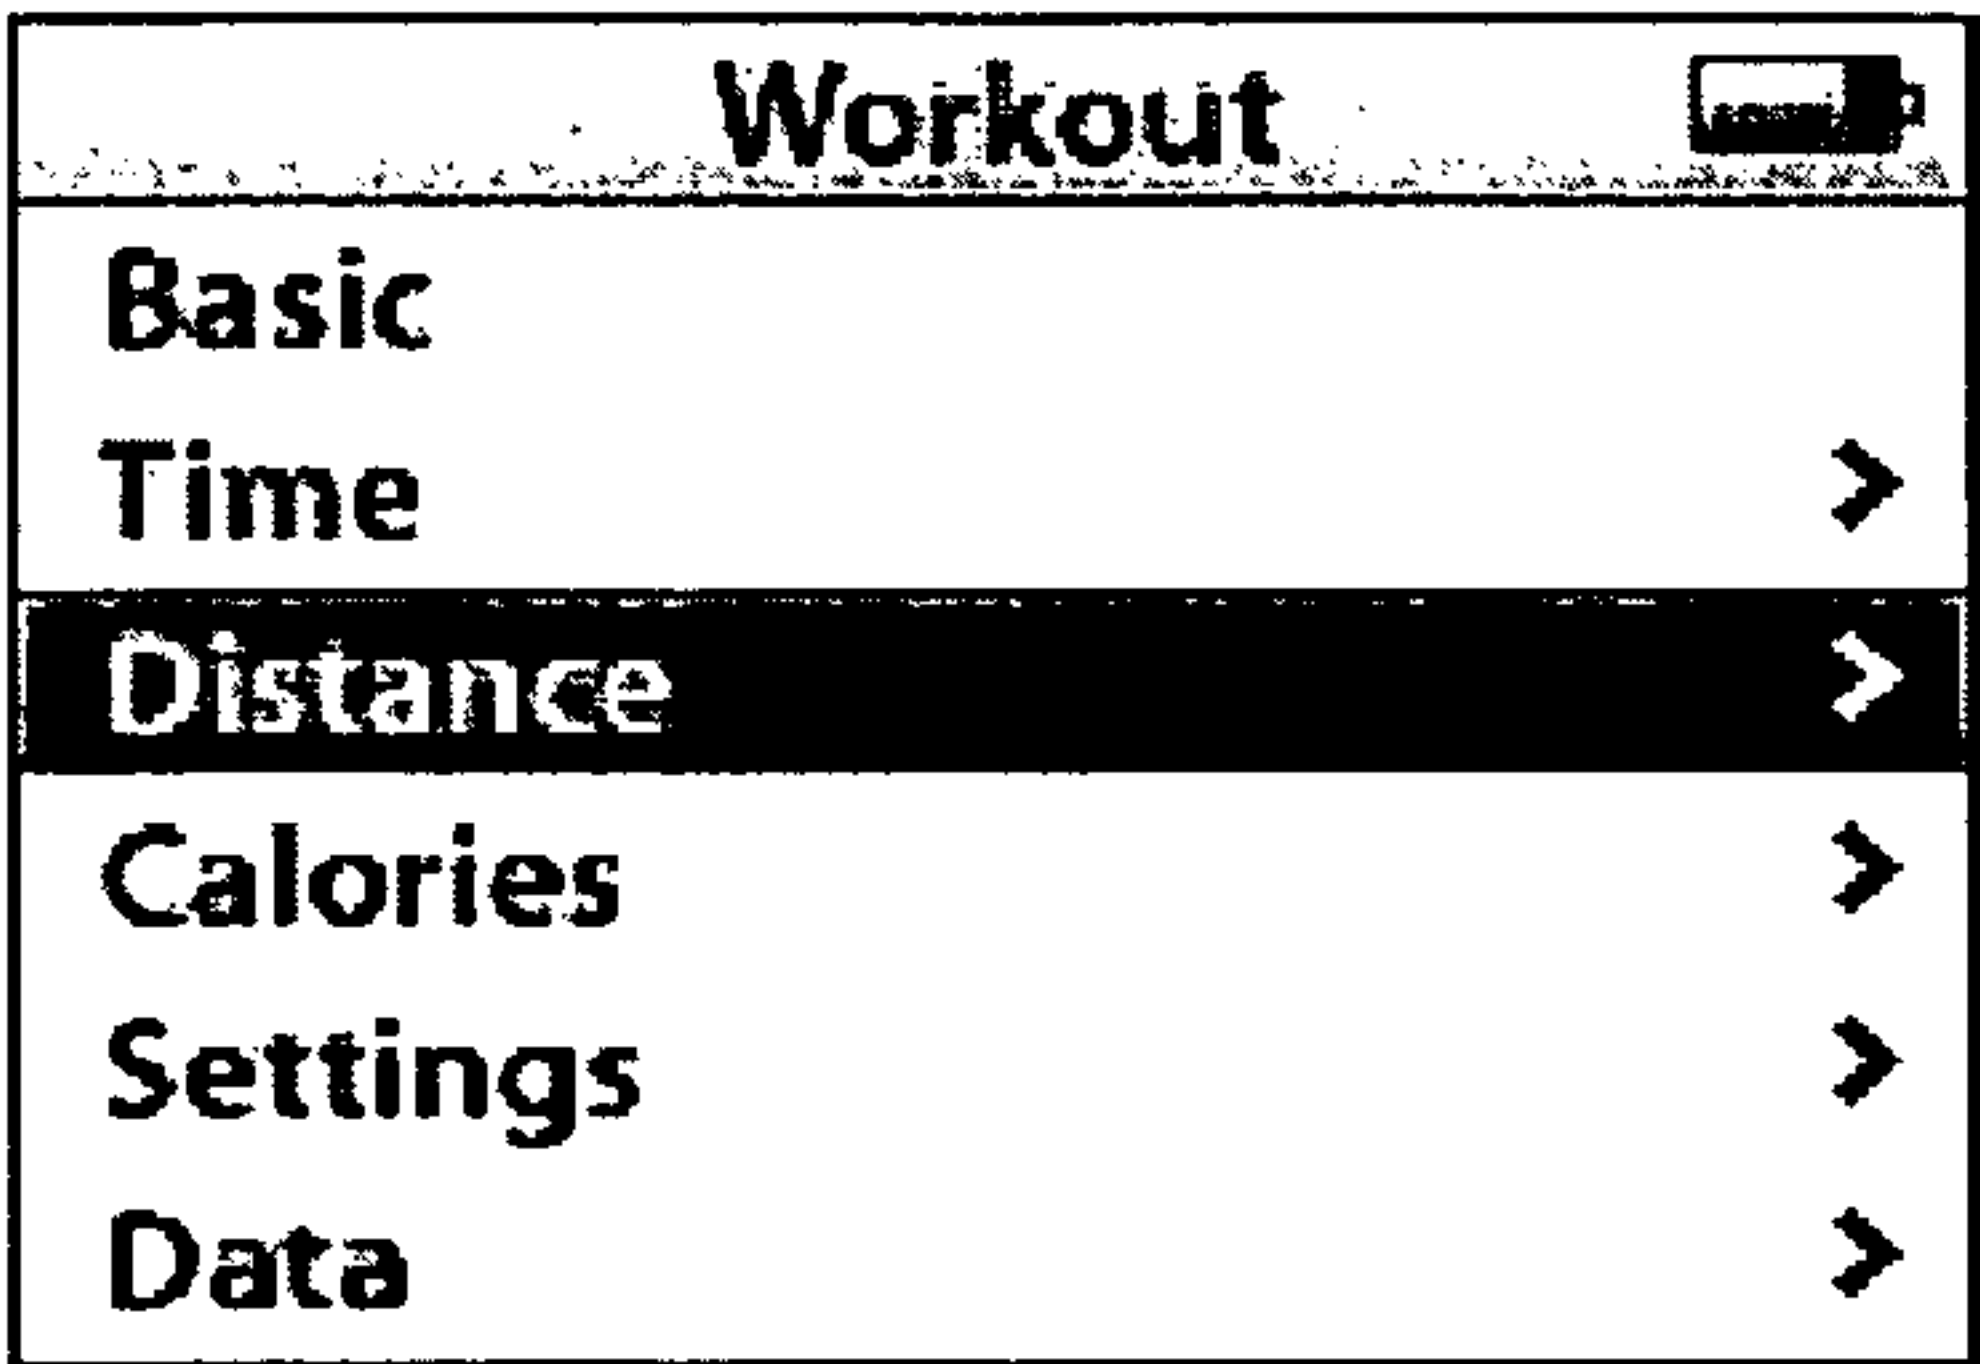 Workout
Basic
Time >
Distance >
Calories >
Settings >
Data >